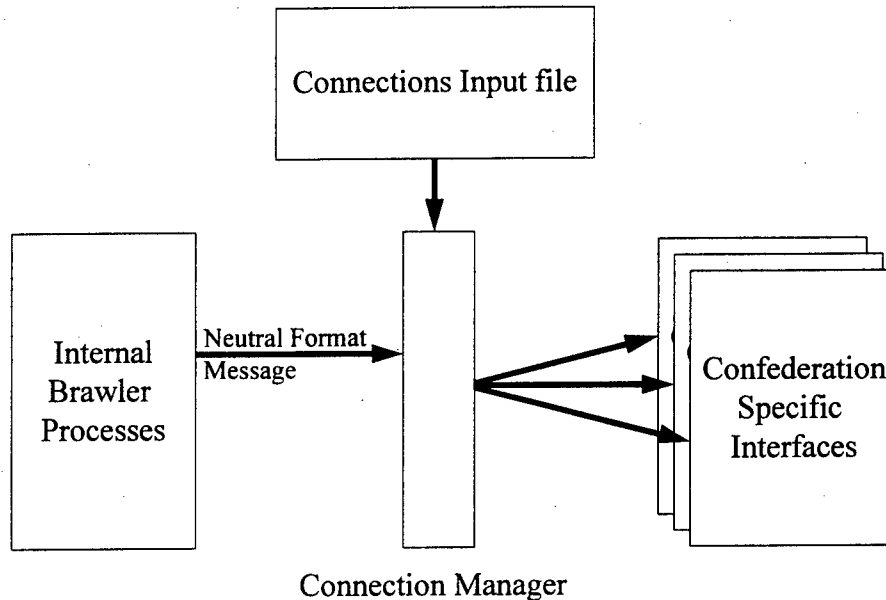 Connections Input file
Neutral Format
Message
Internal
Brawler
Processes
Confederation
Specific
Interfaces
Connection Manager